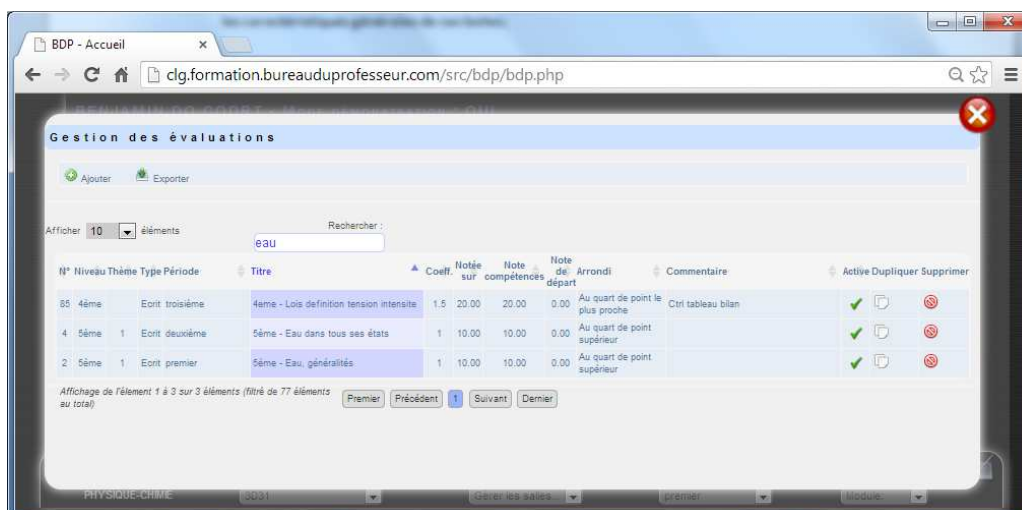 BDP - Accueil
clg.formation.bureauduprofesseur.com/src/bdp/bdp.php
Gestion des évaluations
Ajouter Exporter
Afficher 10 éléments Rechercher :
eau
N° Niveau Thème Type Période Titre Coeff. Notée sur Note compétences Note de départ Arrondi Commentaire Active Dupliquer Supprimer
85 4ème Ecrit troisième 4eme - Lois definition tension intensite 1.5 20.00 20.00 0.00 Au quart de point le plus proche Ctrl tableau bilan
4 5ème 1 Ecrit deuxième 5ème - Eau dans tous ses états 1 10.00 10.00 0.00 Au quart de point supérieur
2 5ème 1 Ecrit premier 5ème - Eau, généralités 1 10.00 10.00 0.00 Au quart de point supérieur
Affichage de l'élement 1 à 3 sur 3 éléments (filtré de 77 éléments au total)
Premier Précédent 1 Suivant Dernier
PHYSIQUE-CHIMIE 3031 Gérer les salles... premier Module: